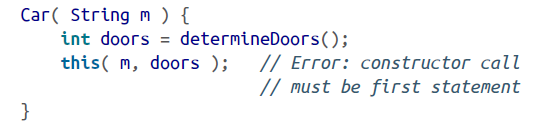 Car( String m ) {
    int doors = determineDoors();
    this( m, doors );   // Error: constructor call
                        // must be first statement
}